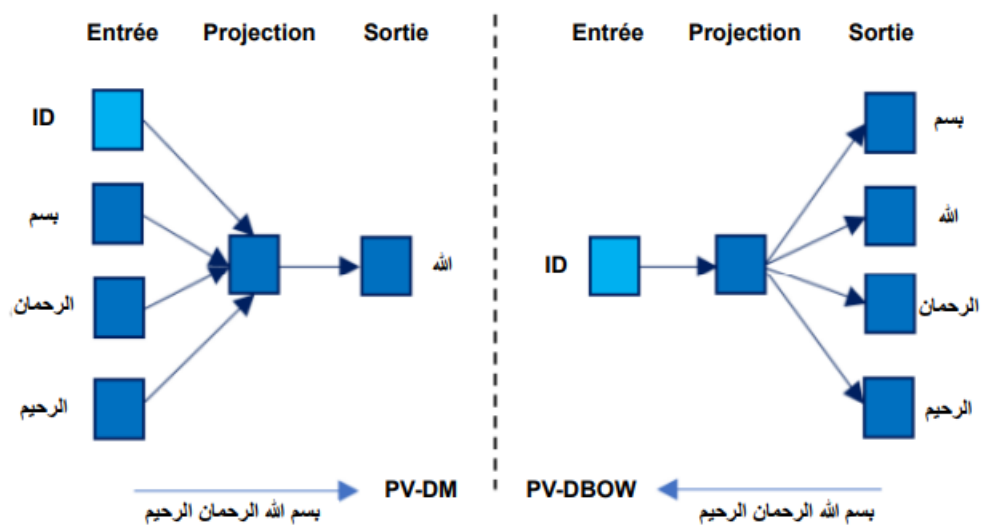 Entrée Projection Sortie
ID
بسم
الرحمان
الرحيم
الله
PV-DM
بسم الله الرحمان الرحيم
Entrée Projection Sortie
ID
بسم
الله
الرحمان
الرحيم
PV-DBOW
بسم الله الرحمان الرحيم